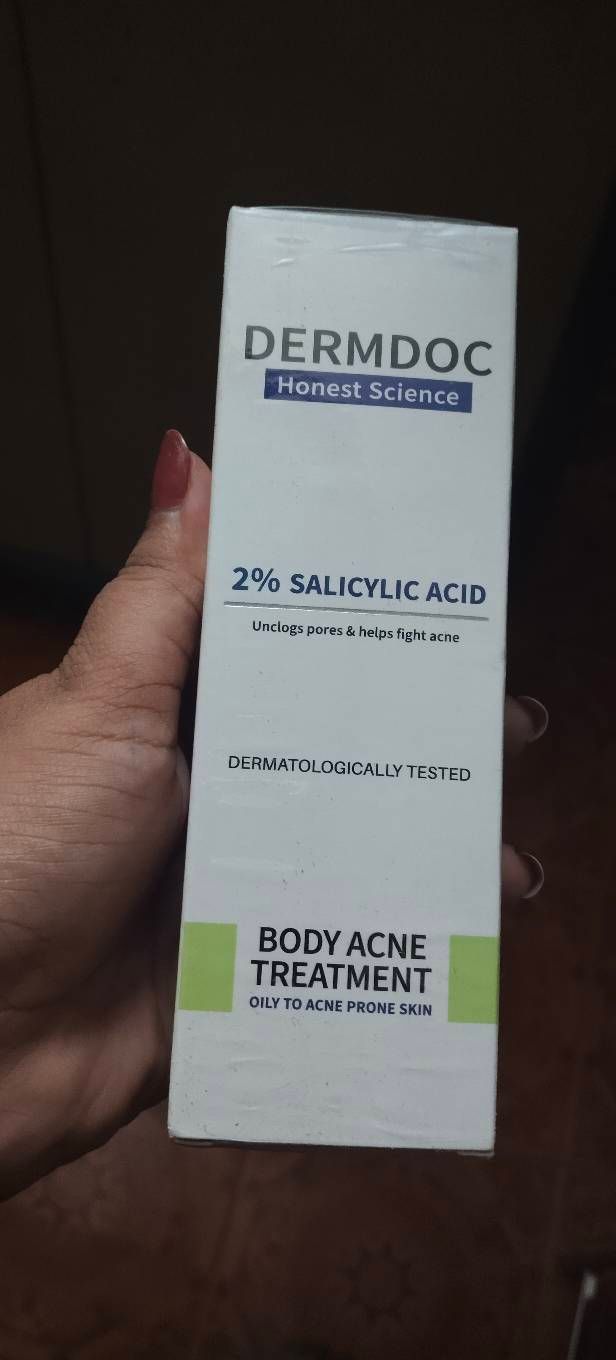 DERMDOC
Honest Science
2% SALICYLIC ACID
Unclogs pores & helps fight acne
DERMATOLOGICALLY TESTED
BODY ACNE
TREATMENT
OILY TO ACNE PRONE SKIN